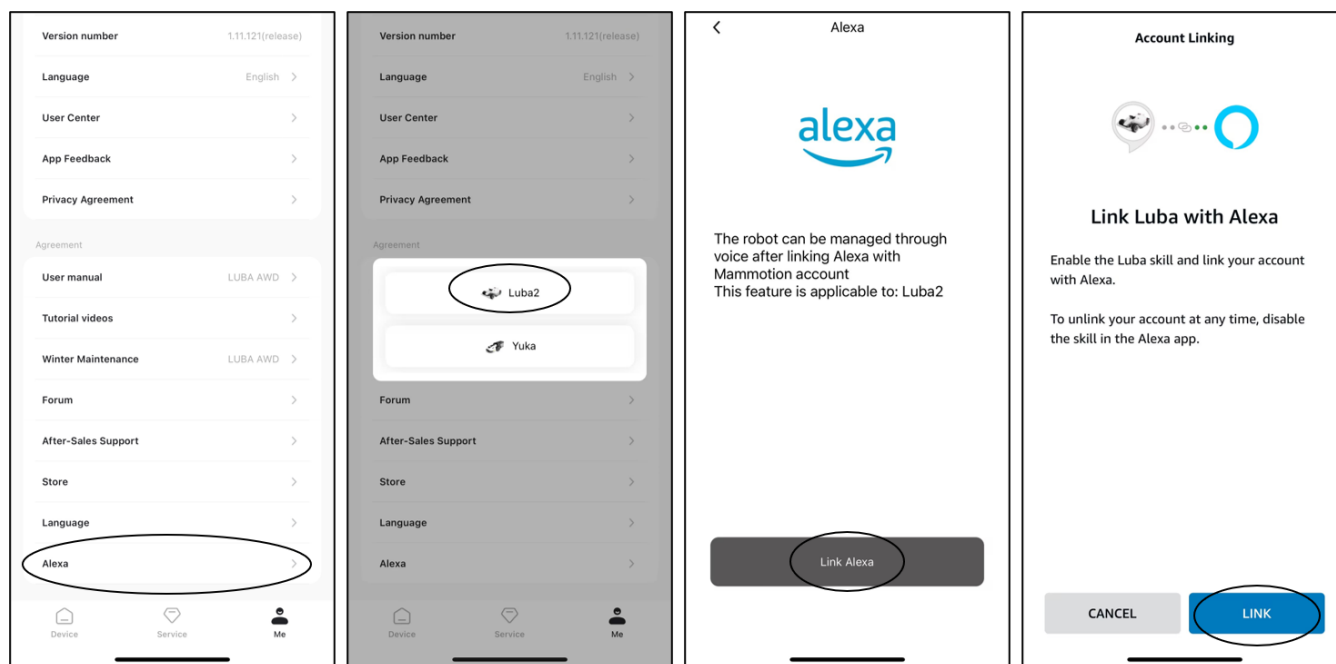 Version number 1.11.121(release)
Language English
User Center
App Feedback
Privacy Agreement
Agreement
User manual LUBA AWD
Tutorial videos
Winter Maintenance LUBA AWD
Forum
After-Sales Support
Store
Language
Alexa
Device Service Me
Version number 1.11.121(release)
Language English
User Center
App Feedback
Privacy Agreement
Agreement
Luba2
Yuka
Forum
After-Sales Support
Store
Language
Alexa
Device Service Me
Alexa
alexa
The robot can be managed through
voice after linking Alexa with
Mammotion account
This feature is applicable to: Luba2
Link Alexa
Account Linking
Link Luba with Alexa
Enable the Luba skill and link your account
with Alexa.
To unlink your account at any time, disable
the skill in the Alexa app.
CANCEL LINK